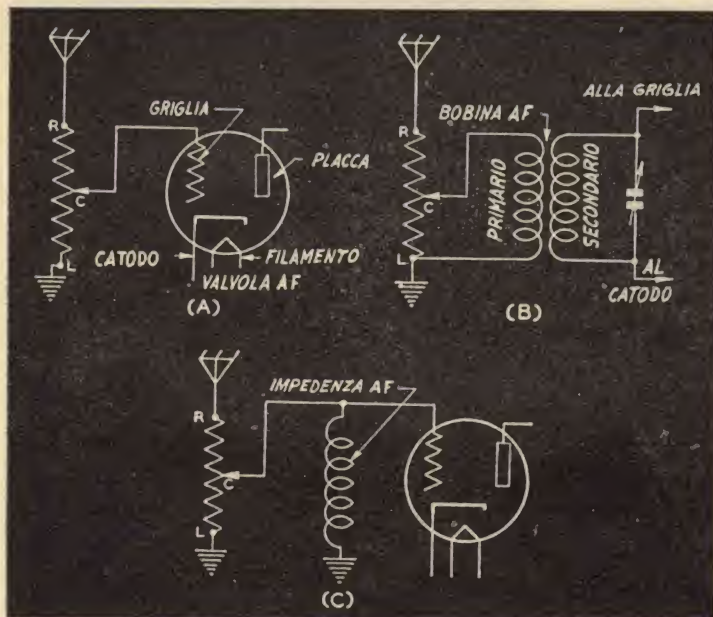 R
C
L
GRIGLIA
PLACCA
CATODO
FILAMENTO
VALVOLA AF
(A)
R
C
L
BOBINA AF
PRIMARIO
SECONDARIO
ALLA GRIGLIA
AL
CATODO
(B)
R
C
L
IMPEDENZA AF
(C)